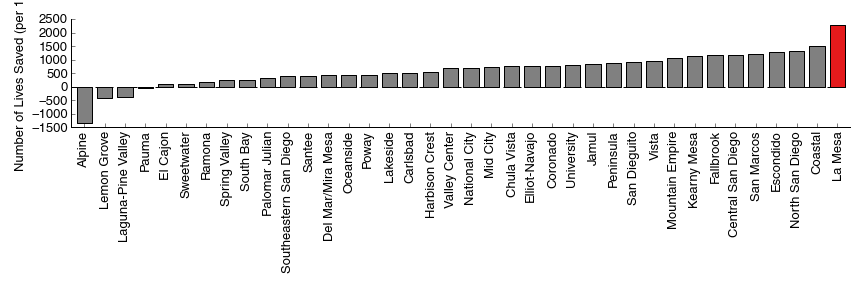 Number of Lives Saved (per 1
2500
2000
1500
1000
500
0
−500
−1000
−1500
Alpine
Lemon Grove
Laguna-Pine Valley
Pauma
El Cajon
Sweetwater
Ramona
Spring Valley
South Bay
Palomar Julian
Southeastern San Diego
Santee
Del Mar/Mira Mesa
Oceanside
Poway
Lakeside
Carlsbad
Harbison Crest
Valley Center
National City
Mid City
Chula Vista
Elliot-Navajo
Coronado
University
Jamul
Peninsula
San Dieguito
Vista
Mountain Empire
Kearny Mesa
Fallbrook
Central San Diego
San Marcos
Escondido
North San Diego
Coastal
La Mesa